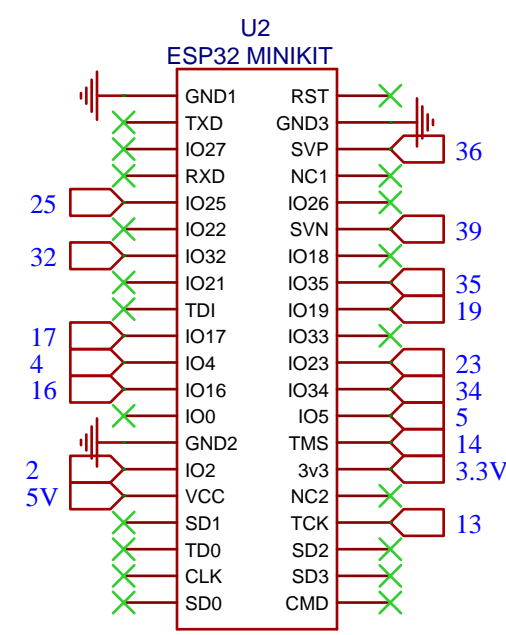 U2
ESP32 MINIKIT
GND1 RST
TXD GND3
IO27 SVP 36
RXD NC1
25 IO25 IO26
IO22 SVN 39
32 IO32 IO18
IO21 IO35 35
TDI IO19 19
17 IO17 IO33
4 IO4 IO23 23
16 IO16 IO34 34
IO0 IO5 5
GND2 TMS 14
2 IO2 3v3 3.3V
5V VCC NC2
SD1 TCK 13
TD0 SD2
CLK SD3
SD0 CMD